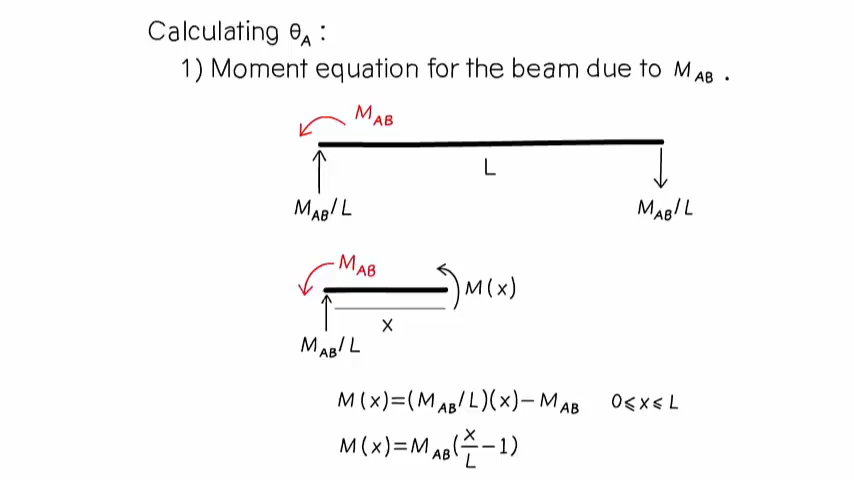 Calculating θA :
1) Moment equation for the beam due to MAB .
MAB
L
MAB/L MAB/L
MAB
M(x)
x
MAB/L
M(x)=(MAB/L)(x)−MAB 0⩽x⩽L
M(x)=MAB(x/L−1)